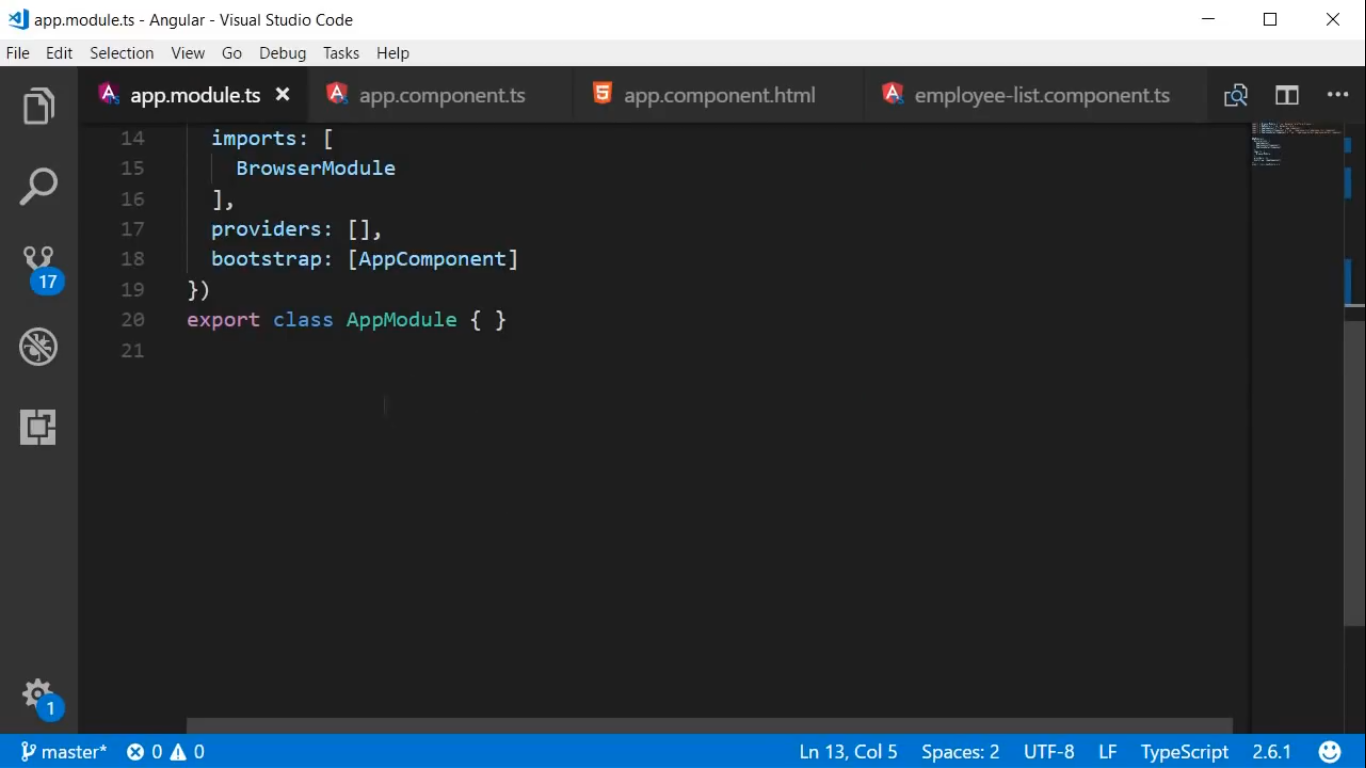 app.module.ts - Angular - Visual Studio Code
File Edit Selection View Go Debug Tasks Help
app.module.ts app.component.ts app.component.html employee-list.component.ts
14 imports: [
15 BrowserModule
16 ],
17 providers: [],
18 bootstrap: [AppComponent]
19 })
20 export class AppModule { }
21
17
1
master* 0 0 Ln 13, Col 5 Spaces: 2 UTF-8 LF TypeScript 2.6.1